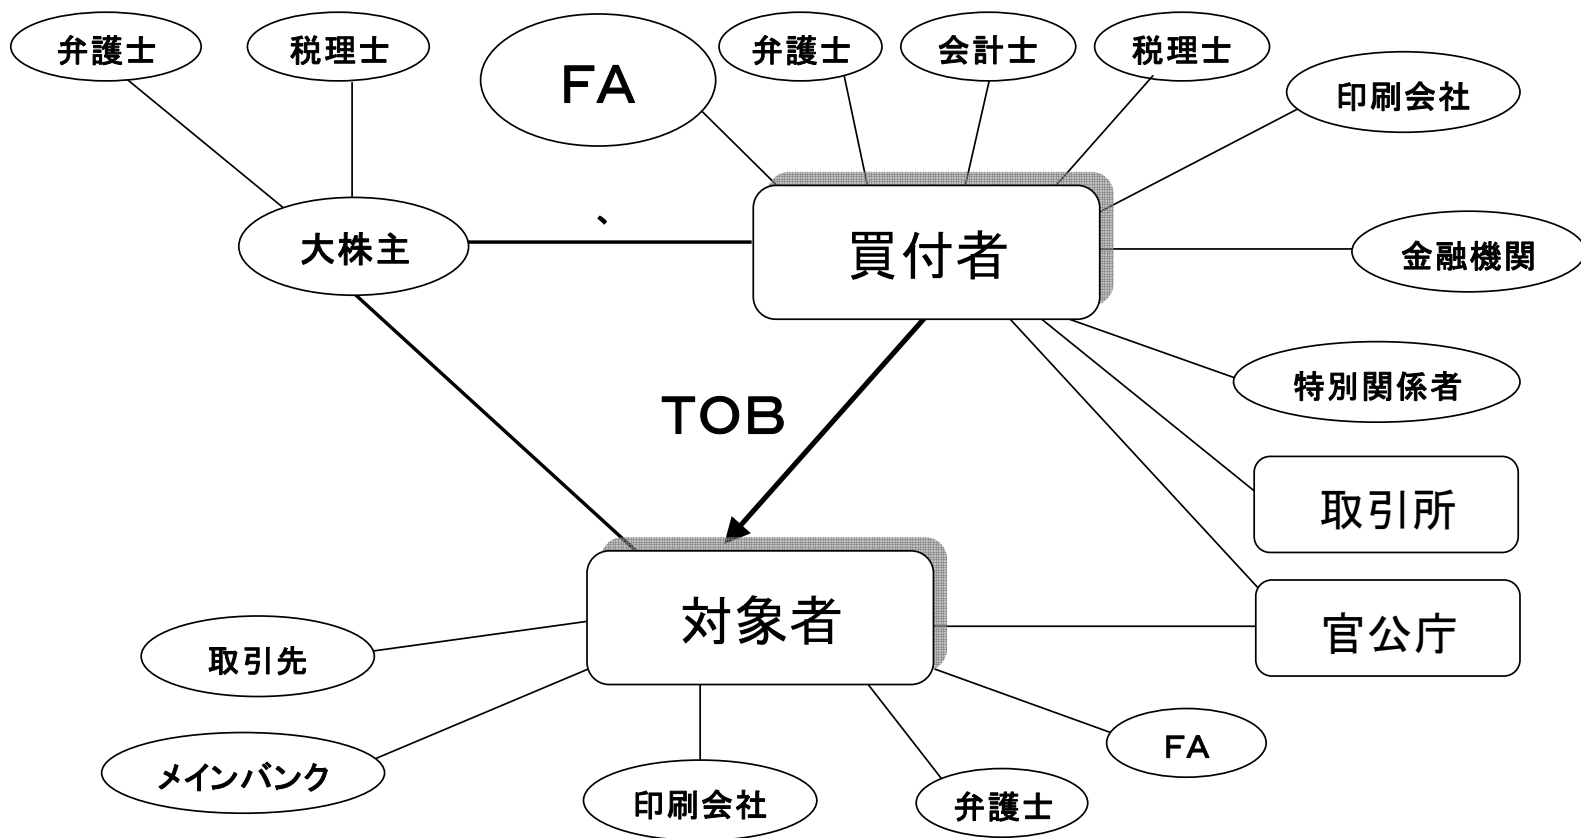 弁護士
税理士
FA
弁護士
会計士
税理士
印刷会社
大株主
、
買付者
金融機関
特別関係者
TOB
取引所
対象者
官公庁
取引先
メインバンク
印刷会社
弁護士
FA